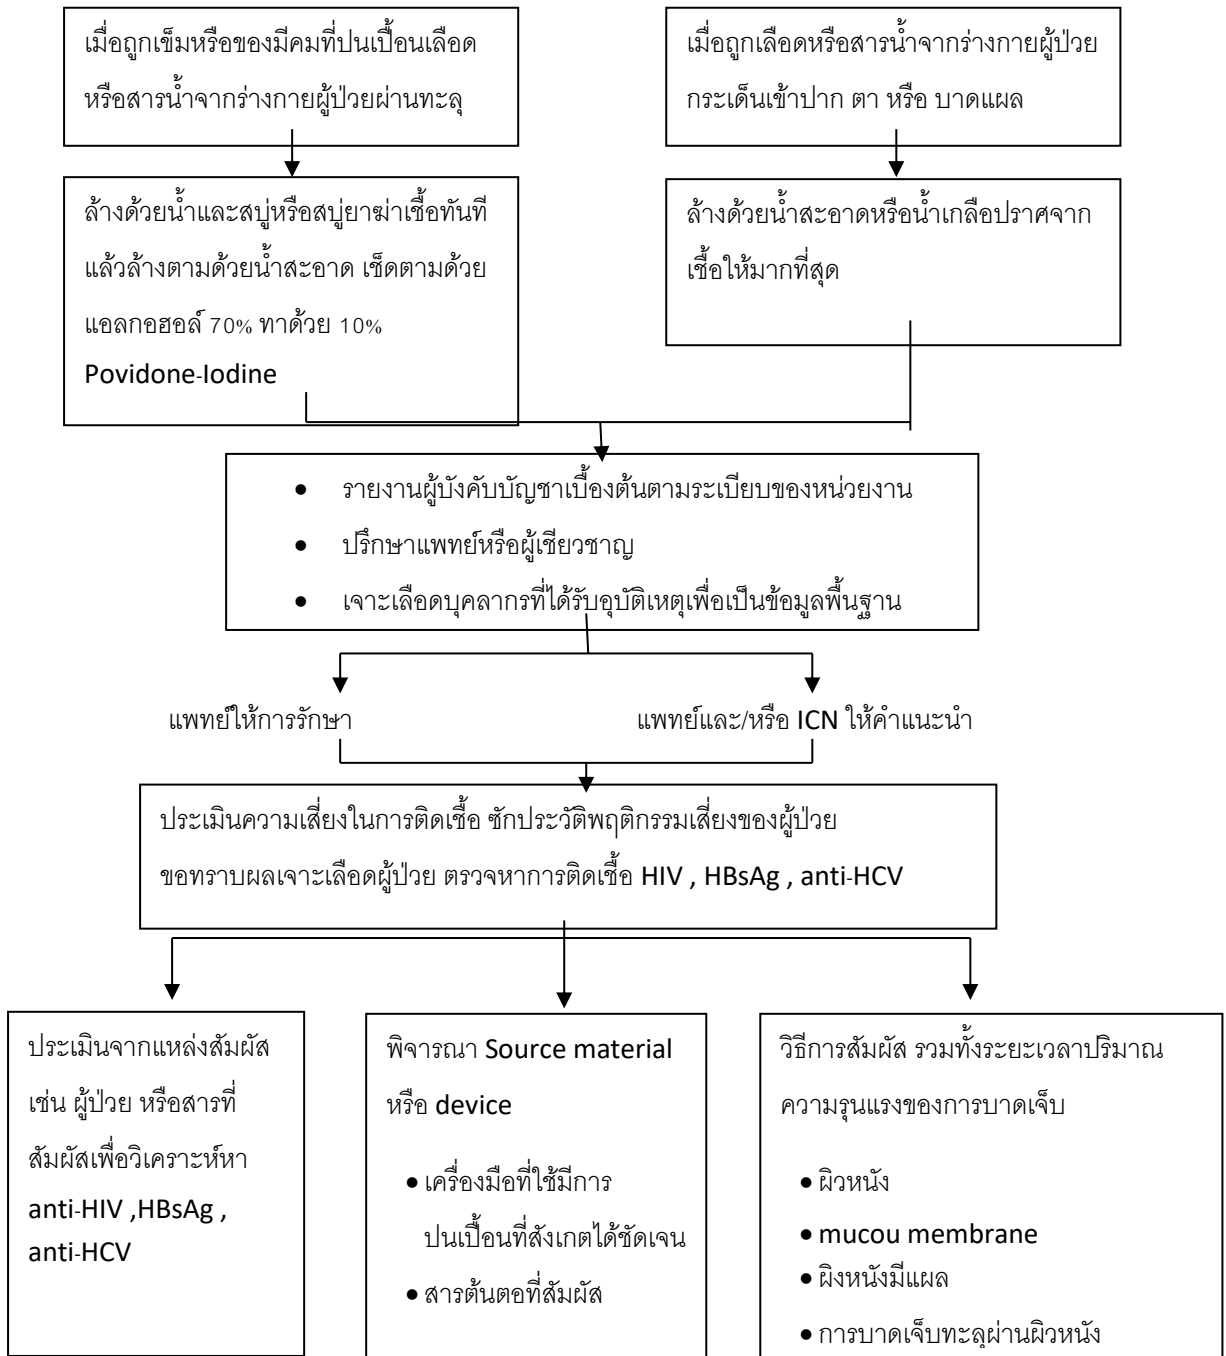 เมื่อถูกเข็มหรือของมีคมที่ปนเปื้อนเลือด
หรือสารน้ำจากร่างกายผู้ป่วยผ่านทะลุ
เมื่อถูกเลือดหรือสารน้ำจากร่างกายผู้ป่วย
กระเด็นเข้าปาก ตา หรือ บาดแผล
ล้างด้วยน้ำและสบู่หรือสบู่ยาฆ่าเชื้อทันที
แล้วล้างตามด้วยน้ำสะอาด เช็ดตามด้วย
แอลกอฮอล์ 70% ทาด้วย 10%
Povidone-Iodine
ล้างด้วยน้ำสะอาดหรือน้ำเกลือปราศจาก
เชื้อให้มากที่สุด
• รายงานผู้บังคับบัญชาเบื้องต้นตามระเบียบของหน่วยงาน
• ปรึกษาแพทย์หรือผู้เชียวชาญ
• เจาะเลือดบุคลากรที่ได้รับอุบัติเหตุเพื่อเป็นข้อมูลพื้นฐาน
แพทย์ให้การรักษา
แพทย์และ/หรือ ICN ให้คำแนะนำ
ประเมินความเสี่ยงในการติดเชื้อ ซักประวัติพฤติกรรมเสี่ยงของผู้ป่วย
ขอทราบผลเจาะเลือดผู้ป่วย ตรวจหาการติดเชื้อ HIV , HBsAg , anti-HCV
ประเมินจากแหล่งสัมผัส
เช่น ผู้ป่วย หรือสารที่
สัมผัสเพื่อวิเคราะห์หา
anti-HIV ,HBsAg ,
anti-HCV
พิจารณา Source material
หรือ device
• เครื่องมือที่ใช้มีการ
ปนเปื้อนที่สังเกตได้ชัดเจน
• สารต้นตอที่สัมผัส
วิธีการสัมผัส รวมทั้งระยะเวลาปริมาณ
ความรุนแรงของการบาดเจ็บ
• ผิวหนัง
• mucou membrane
• ผิงหนังมีแผล
• การบาดเจ็บทะลุผ่านผิวหนัง